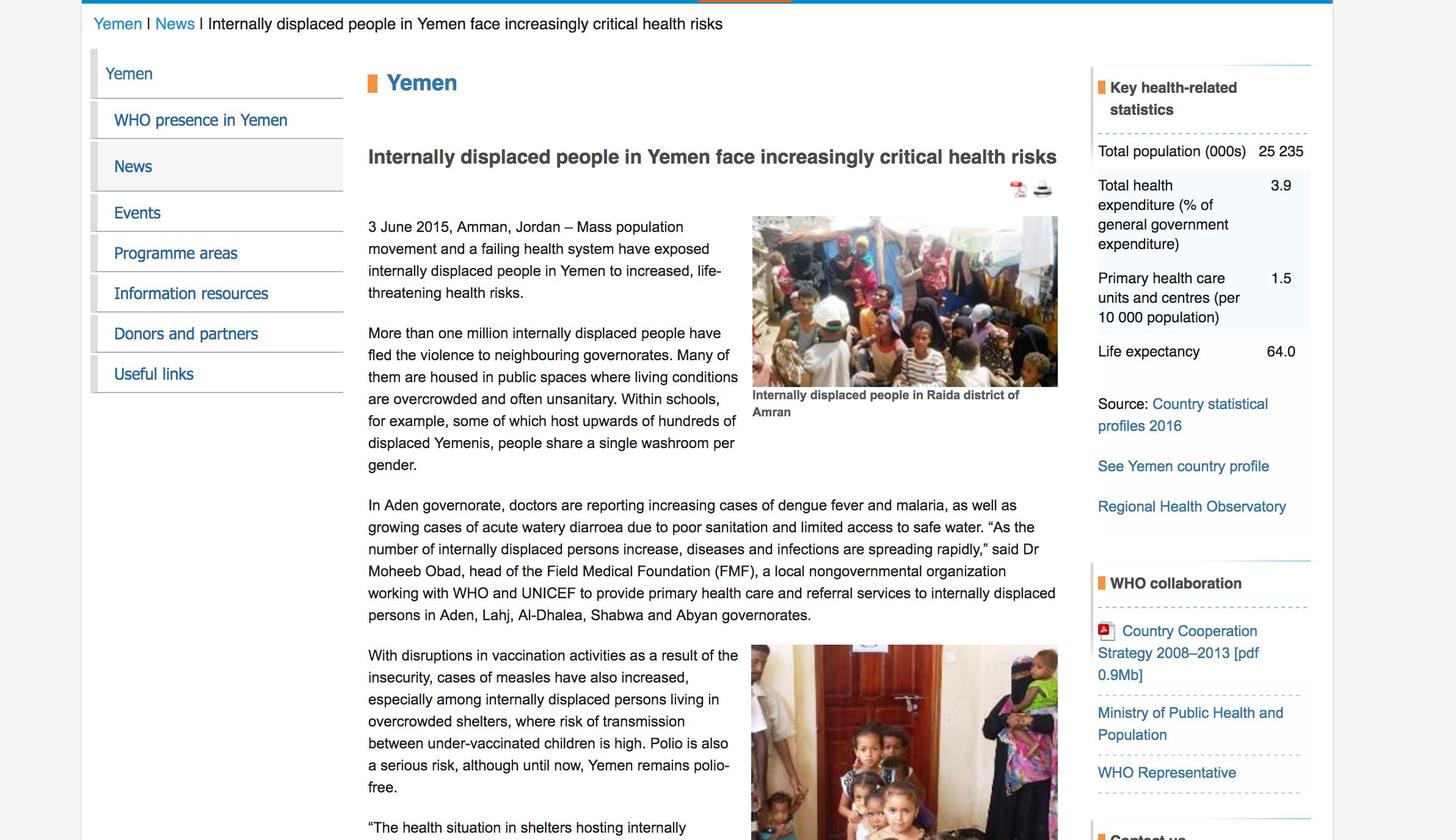 Yemen | News | Internally displaced people in Yemen face increasingly critical health risks
Yemen
WHO presence in Yemen
News
Events
Programme areas
Information resources
Donors and partners
Useful links
Yemen
Internally displaced people in Yemen face increasingly critical health risks
3 June 2015, Amman, Jordan – Mass population
movement and a failing health system have exposed
internally displaced people in Yemen to increased, life-
threatening health risks.
More than one million internally displaced people have
fled the violence to neighbouring governorates. Many of
them are housed in public spaces where living conditions
are overcrowded and often unsanitary. Within schools,
for example, some of which host upwards of hundreds of
displaced Yemenis, people share a single washroom per
gender.
Internally displaced people in Raida district of
Amran
In Aden governorate, doctors are reporting increasing cases of dengue fever and malaria, as well as
growing cases of acute watery diarroea due to poor sanitation and limited access to safe water. “As the
number of internally displaced persons increase, diseases and infections are spreading rapidly,” said Dr
Moheeb Obad, head of the Field Medical Foundation (FMF), a local nongovernmental organization
working with WHO and UNICEF to provide primary health care and referral services to internally displaced
persons in Aden, Lahj, Al-Dhalea, Shabwa and Abyan governorates.
With disruptions in vaccination activities as a result of the
insecurity, cases of measles have also increased,
especially among internally displaced persons living in
overcrowded shelters, where risk of transmission
between under-vaccinated children is high. Polio is also
a serious risk, although until now, Yemen remains polio-
free.
“The health situation in shelters hosting internally
Key health-related
statistics
Total population (000s) 25 235
Total health 3.9
expenditure (% of
general government
expenditure)
Primary health care 1.5
units and centres (per
10 000 population)
Life expectancy 64.0
Source: Country statistical
profiles 2016
See Yemen country profile
Regional Health Observatory
WHO collaboration
Country Cooperation
Strategy 2008–2013 [pdf
0.9Mb]
Ministry of Public Health and
Population
WHO Representative
Contact us